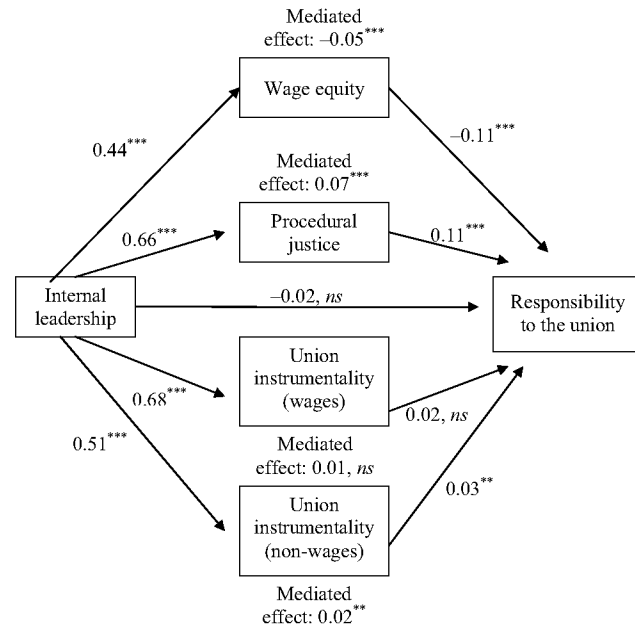 Mediated
effect: –0.05***
Wage equity
0.44***
–0.11***
Mediated
effect: 0.07***
Procedural
justice
0.66***
0.11***
Internal
leadership
–0.02, ns
Responsibility
to the union
Union
instrumentality
(wages)
0.68***
0.02, ns
0.51***
Mediated
effect: 0.01, ns
0.03**
Union
instrumentality
(non-wages)
Mediated
effect: 0.02**